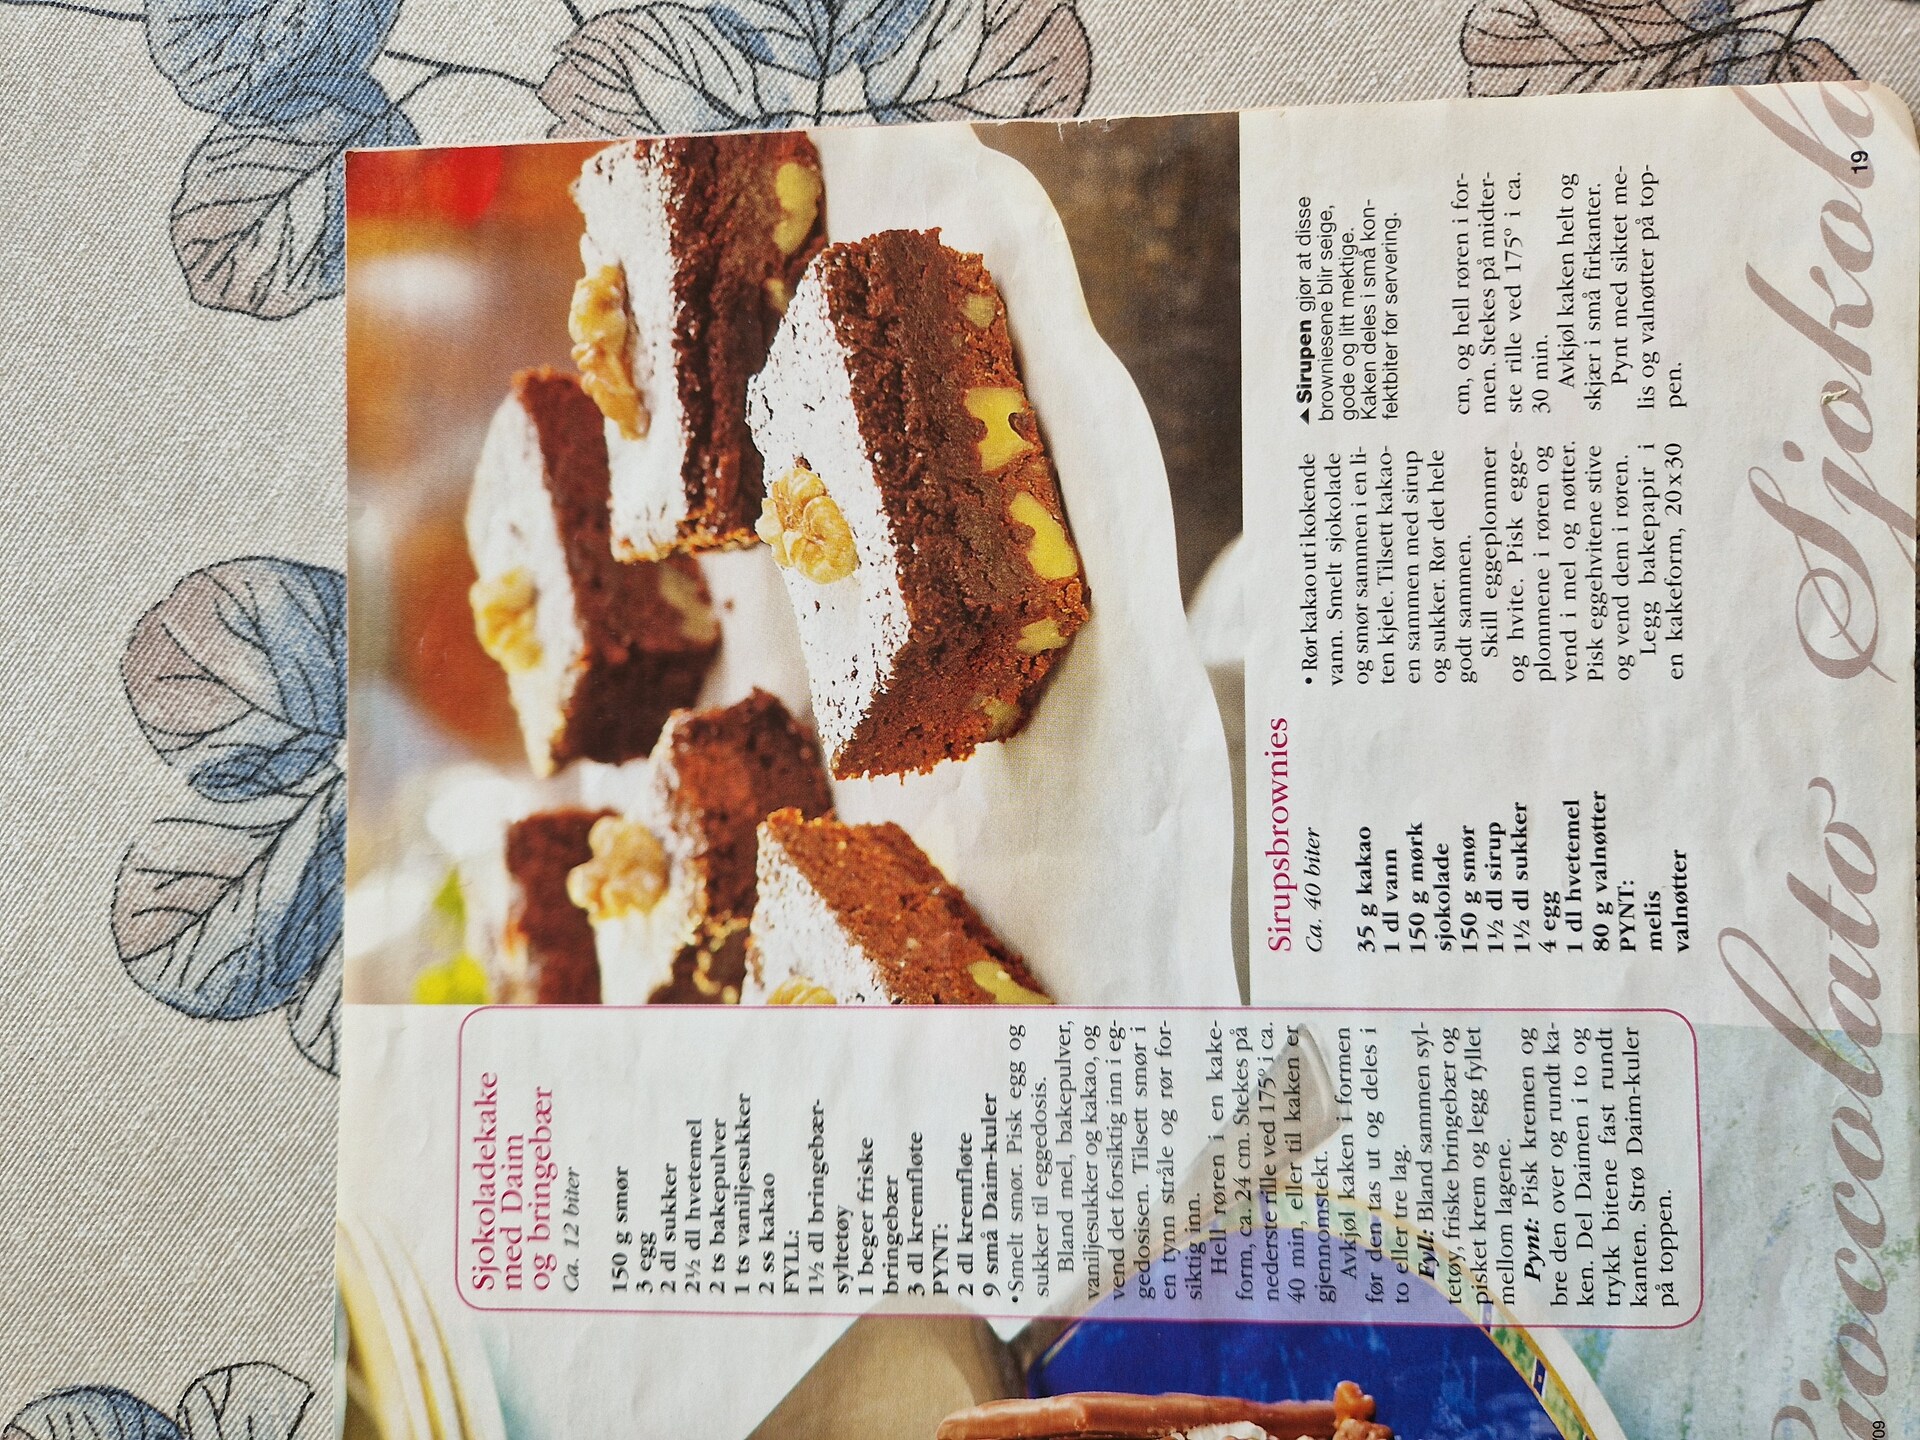 Sjokoladekake
med Daim
og bringebær
Ca. 12 biter
150 g smør
3 egg
2 dl sukker
2½ dl hvetemel
2 ts bakepulver
1 ts vaniljesukker
2 ss kakao
FYLL:
1½ dl bringebær-
syltetøy
1 beger friske
bringebær
3 dl kremfløte
PYNT:
2 dl kremfløte
9 små Daim-kuler
•Smelt smør. Pisk egg og
sukker til eggedosis.
Bland mel, bakepulver,
vaniljesukker og kakao, og
vend det forsiktig inn i eg-
gedosisen. Tilsett smør i
en tynn stråle og rør for-
siktig inn.
Hell røren i en kake-
form, ca. 24 cm. Stekes på
nederste rille ved 175º i ca.
40 min, eller til kaken er
gjennomstekt.
Avkjøl kaken i formen
før den tas ut og deles i
to eller tre lag.
Fyll: Bland sammen syl-
tetøy, friske bringebær og
pisket krem og legg fyllet
mellom lagene.
Pynt: Pisk kremen og
bre den over og rundt ka-
ken. Del Daimen i to og
trykk bitene fast rundt
kanten. Strø Daim-kuler
på toppen.
Sirupsbrownies
Ca. 40 biter
35 g kakao
1 dl vann
150 g mørk
sjokolade
150 g smør
1½ dl sirup
1½ dl sukker
4 egg
1 dl hvetemel
80 g valnøtter
PYNT:
melis
valnøtter
• Rør kakao ut i kokende
vann. Smelt sjokolade
og smør sammen i en li-
ten kjele. Tilsett kakao-
en sammen med sirup
og sukker. Rør det hele
godt sammen.
Skill eggeplommer
og hvite. Pisk egge-
plommene i røren og
vend i mel og nøtter.
Pisk eggehvitene stive
og vend dem i røren.
Legg bakepapir i
en kakeform, 20x30
cm, og hell røren i for-
men. Stekes på midter-
ste rille ved 175º i ca.
30 min.
Avkjøl kaken helt og
skjær i små firkanter.
Pynt med siktet me-
lis og valnøtter på top-
pen.
▲Sirupen gjør at disse
browniesene blir seige,
gode og litt mektige.
Kaken deles i små kon-
fektbiter før servering.
ioccolato Sjokola
/09
19